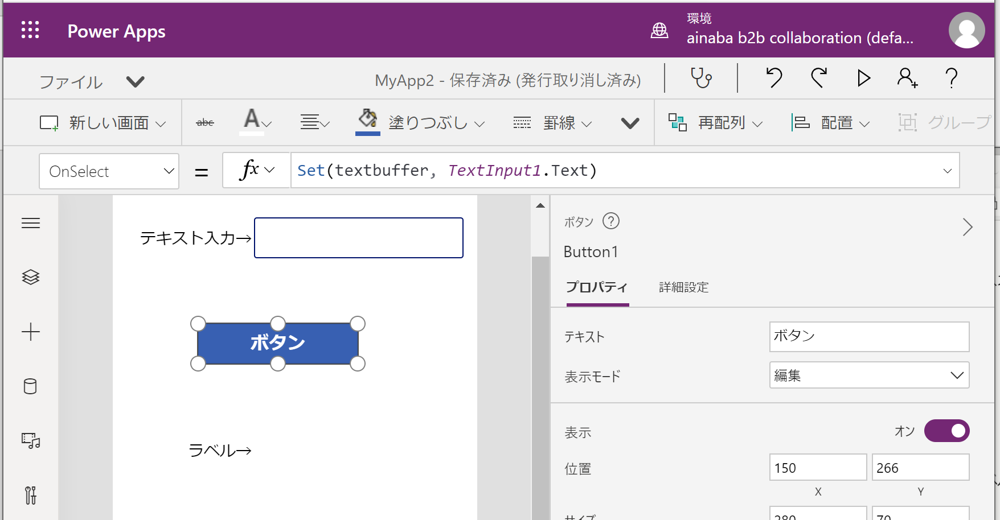 Power Apps
環境
ainaba b2b collaboration (defa...
ファイル
MyApp2 - 保存済み (発行取り消し済み)
新しい画面
abc
A
塗りつぶし
罫線
再配列
配置
グループ
OnSelect
=
fx
Set(textbuffer, TextInput1.Text)
テキスト入力→
ボタン
ラベル→
ボタン
Button1
プロパティ
詳細設定
テキスト
ボタン
表示モード
編集
表示
オン
位置
150
266
X
Y
サイズ
280
70